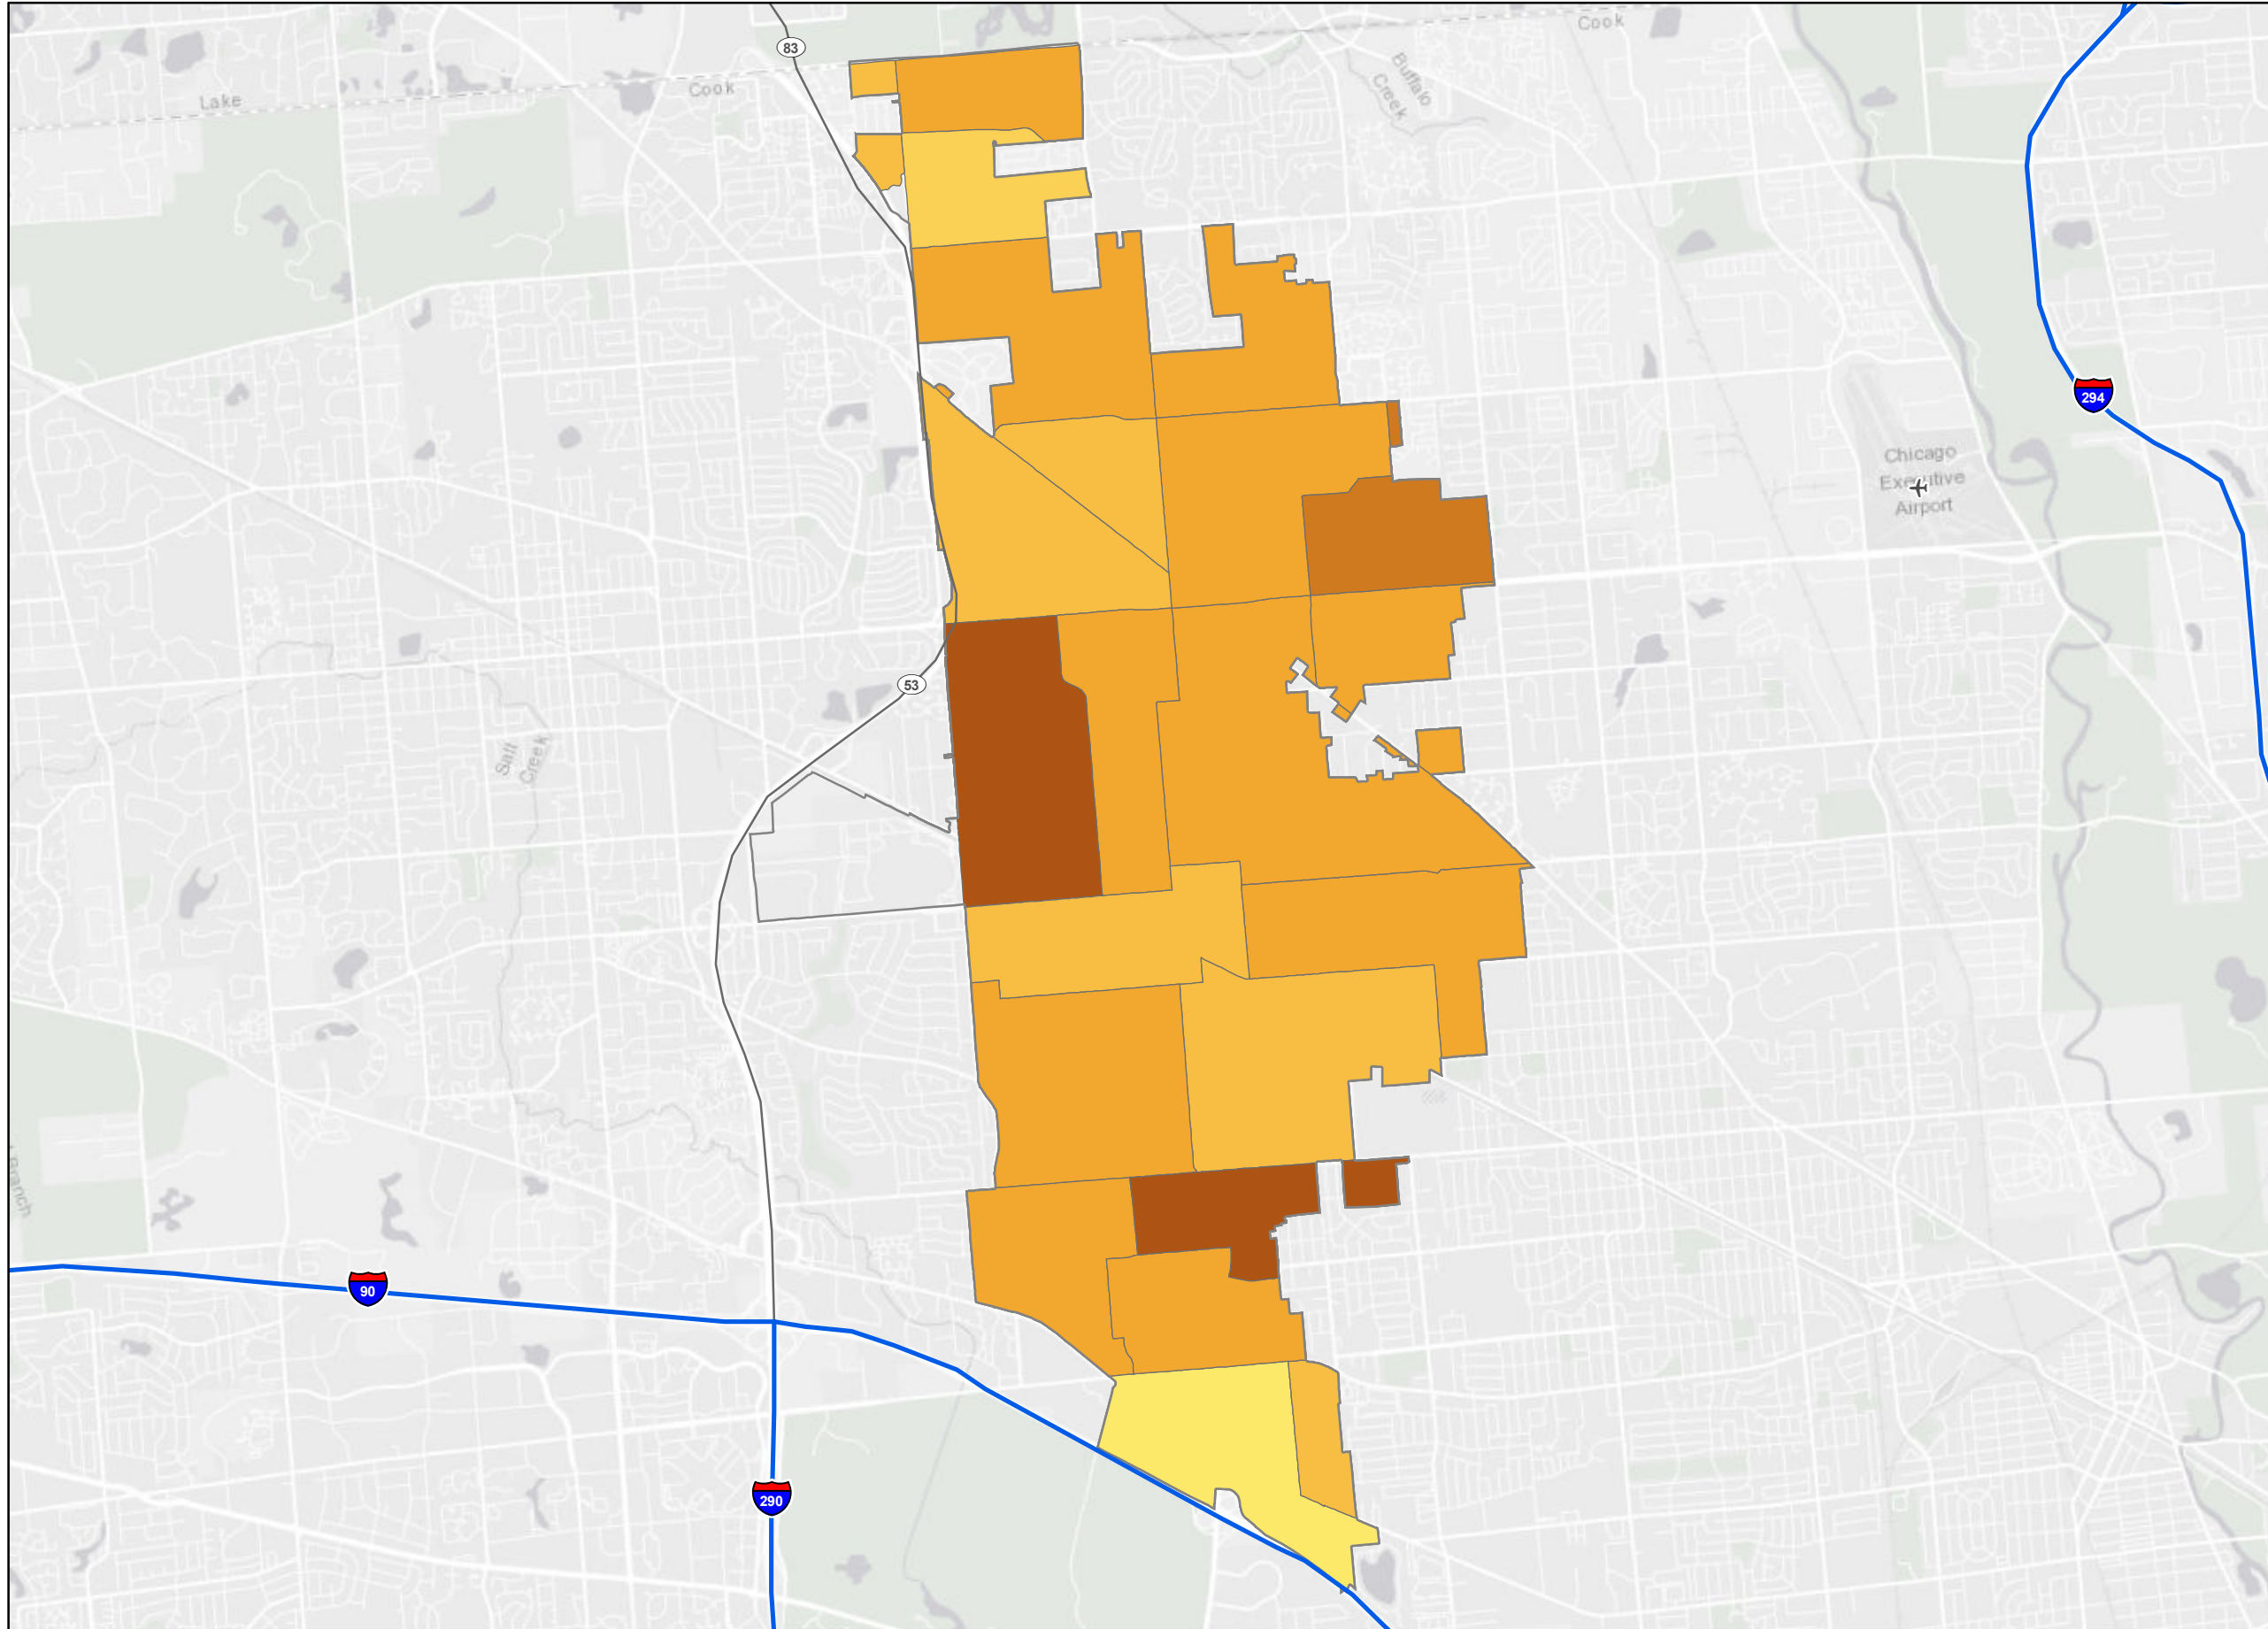 Cook
83
Buffalo
Creek
Lake
Cook
294
Chicago
Executive
Airport
53
Salt
Creek
90
290